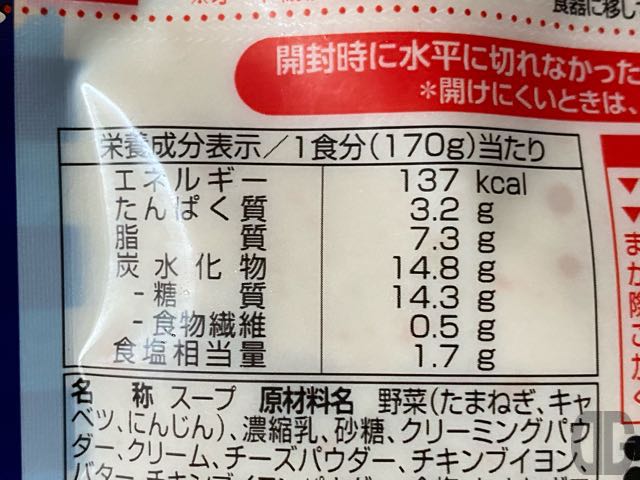 食器に移し
開封時に水平に切れなかった
*開けにくいときは、
栄養成分表示/1食分(170g)当たり
エネルギー 137 kcal
たんぱく質 3.2 g
脂質 7.3 g
炭水化物 14.8 g
-糖質 14.3 g
-食物繊維 0.5 g
食塩相当量 1.7 g
名称 スープ 原材料名 野菜(たまねぎ、キャ
ベツ、にんじん)、濃縮乳、砂糖、クリーミングパウ
ダー、クリーム、チーズパウダー、チキンブイヨン、